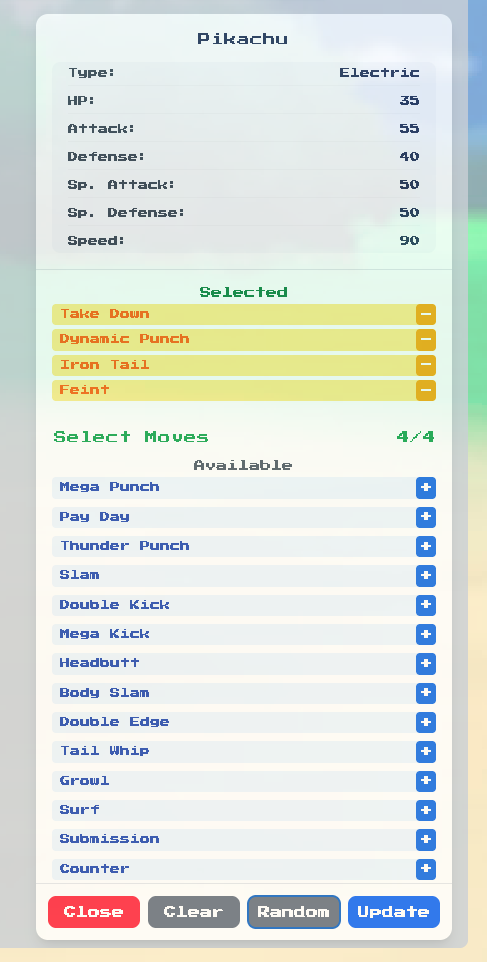 Pikachu
Type: Electric
HP: 35
Attack: 55
Defense: 40
Sp. Attack: 50
Sp. Defense: 50
Speed: 90
Selected
Take Down −
Dynamic Punch −
Iron Tail −
Feint −
Select Moves 4/4
Available
Mega Punch +
Pay Day +
Thunder Punch +
Slam +
Double Kick +
Mega Kick +
Headbutt +
Body Slam +
Double Edge +
Tail Whip +
Growl +
Surf +
Submission +
Counter +
Close Clear Random Update